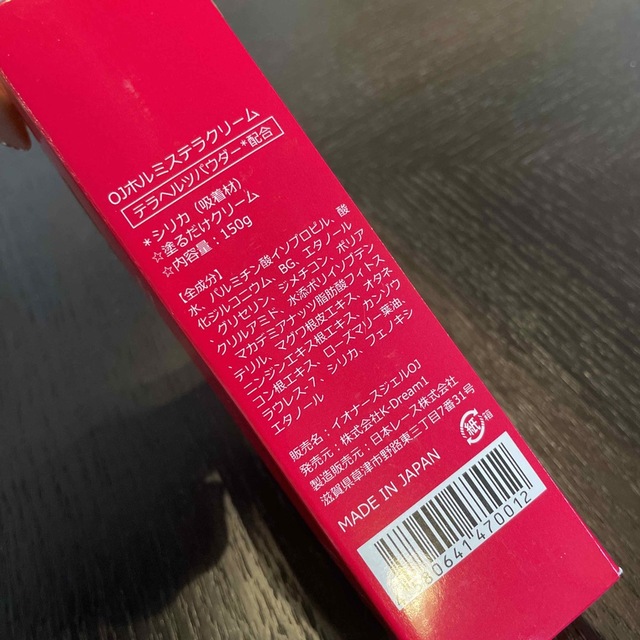 OJホルミステラクリーム
テラヘルツパウダー*配合
*シリカ(吸着材)
☆塗るだけクリーム
☆内容量:150g
【全成分】
水、パルミチン酸イソプロピル、酸
化ジルコニウム、BG、エタノール
グリセリン、ジメチコン、ポリア
クリルアミド、水添ポリイソブテン
マカデミアナッツ脂肪酸フィトス
テリル、マグワ根皮エキス、オタネ
ニンジンエキス根エキス、カンゾウ
コン根エキス、ローズマリー葉油、
ラウレス₋7、シリカ、フェノキシ
エタノール
販売名:イオナースジェルOJ
発売元:株式会社K-Dream1
製造販売元:日本レース株式会社
滋賀県草津市野路東三丁目7番31号
紙 箱
MADE IN JAPAN
80641 470012